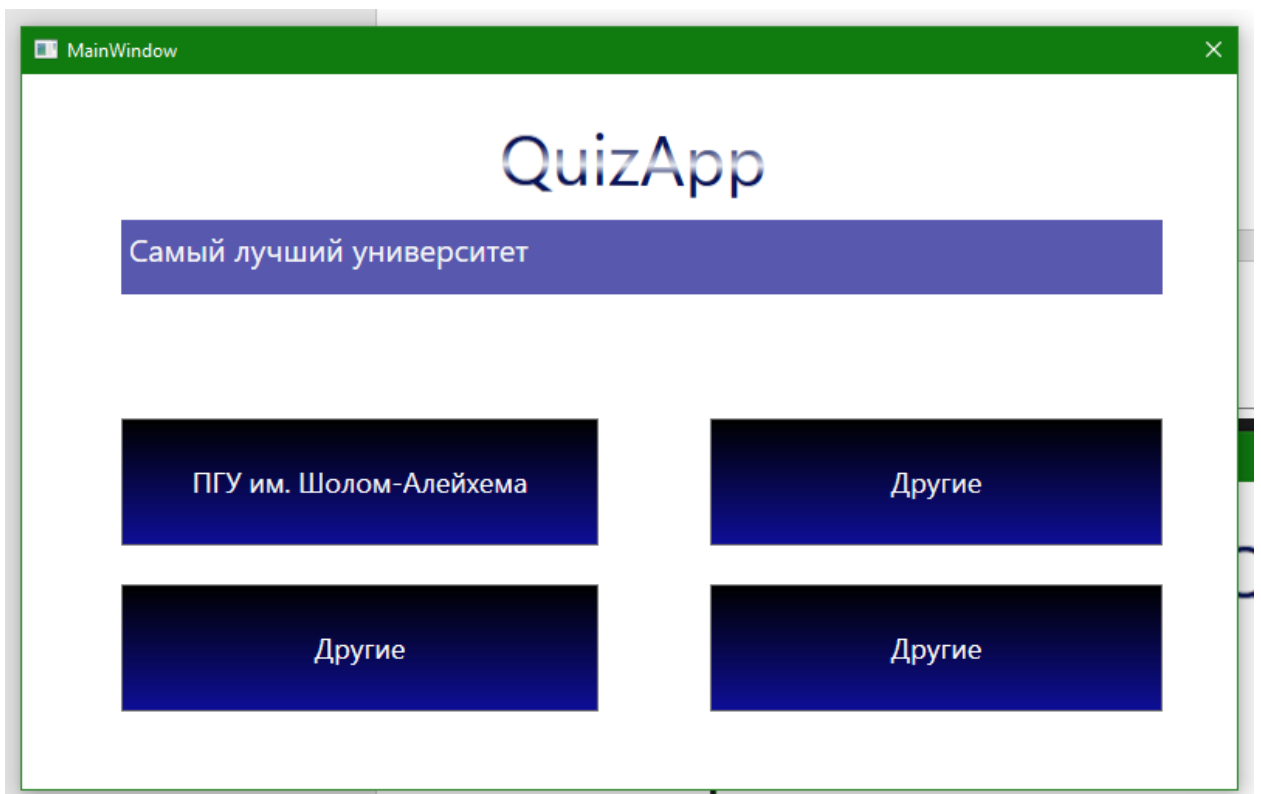 MainWindow
QuizApp
Самый лучший университет
ПГУ им. Шолом-Алейхема
Другие
Другие
Другие